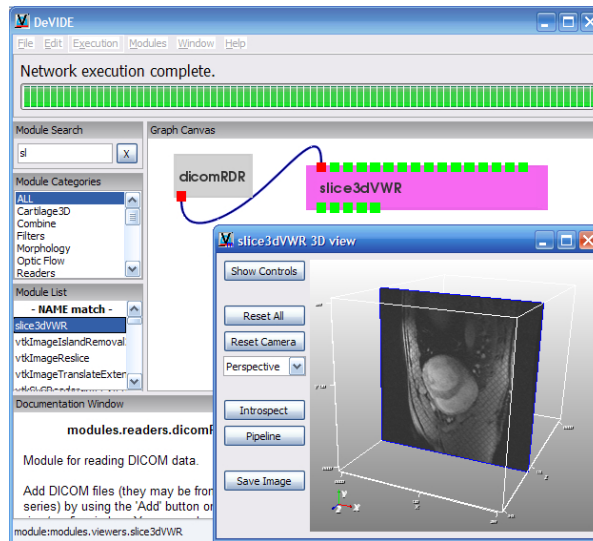 DeVIDE
File Edit Execution Modules Window Help
Network execution complete.
Module Search
Graph Canvas
sl
X
dicomRDR
slice3dVWR
Module Categories
ALL
Cartilage3D
Combine
Filters
Morphology
Optic Flow
Readers
Module List
- NAME match -
slice3dVWR
vtkImageIslandRemoval
vtkImageReslice
vtkImageTranslateExten
slice3dVWR 3D view
Show Controls
Reset All
Reset Camera
Perspective
Introspect
Pipeline
Save Image
Documentation Window
modules.readers.dicomR
Module for reading DICOM data.
Add DICOM files (they may be from
series) by using the 'Add' button or
module:modules.viewers.slice3dVWR